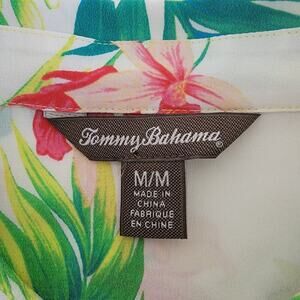 Tommy Bahama®
M/M
MADE IN
CHINA
FABRIQUÉ
EN CHINE